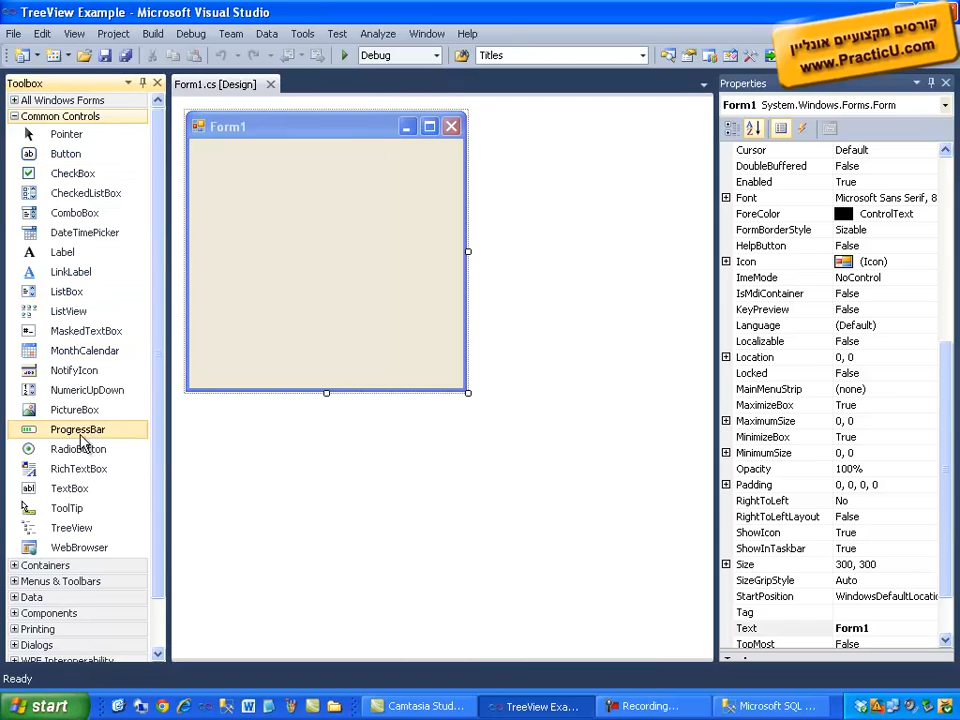 TreeView Example - Microsoft Visual Studio
File Edit View Project Build Debug Team Data Tools Test Analyze Window Help
Debug
Titles
קורסים מקצועיים אונליין
www.PracticU.com
Toolbox
All Windows Forms
Common Controls
Pointer
Button
CheckBox
CheckedListBox
ComboBox
DateTimePicker
Label
LinkLabel
ListBox
ListView
MaskedTextBox
MonthCalendar
NotifyIcon
NumericUpDown
PictureBox
ProgressBar
RadioButton
RichTextBox
TextBox
ToolTip
TreeView
WebBrowser
Containers
Menus & Toolbars
Data
Components
Printing
Dialogs
WPF Interoperability
Form1.cs [Design]
Form1
Properties
Form1 System.Windows.Forms.Form
Cursor Default
DoubleBuffered False
Enabled True
Font Microsoft Sans Serif, 8
ForeColor ControlText
FormBorderStyle Sizable
HelpButton False
Icon (Icon)
ImeMode NoControl
IsMdiContainer False
KeyPreview False
Language (Default)
Localizable False
Location 0, 0
Locked False
MainMenuStrip (none)
MaximizeBox True
MaximumSize 0, 0
MinimizeBox True
MinimumSize 0, 0
Opacity 100%
Padding 0, 0, 0, 0
RightToLeft No
RightToLeftLayout False
ShowIcon True
ShowInTaskbar True
Size 300, 300
SizeGripStyle Auto
StartPosition WindowsDefaultLocati
Tag
Text Form1
TopMost False
Ready
start
Camtasia Stud...
TreeView Exa...
Recording...
Microsoft SQL ...